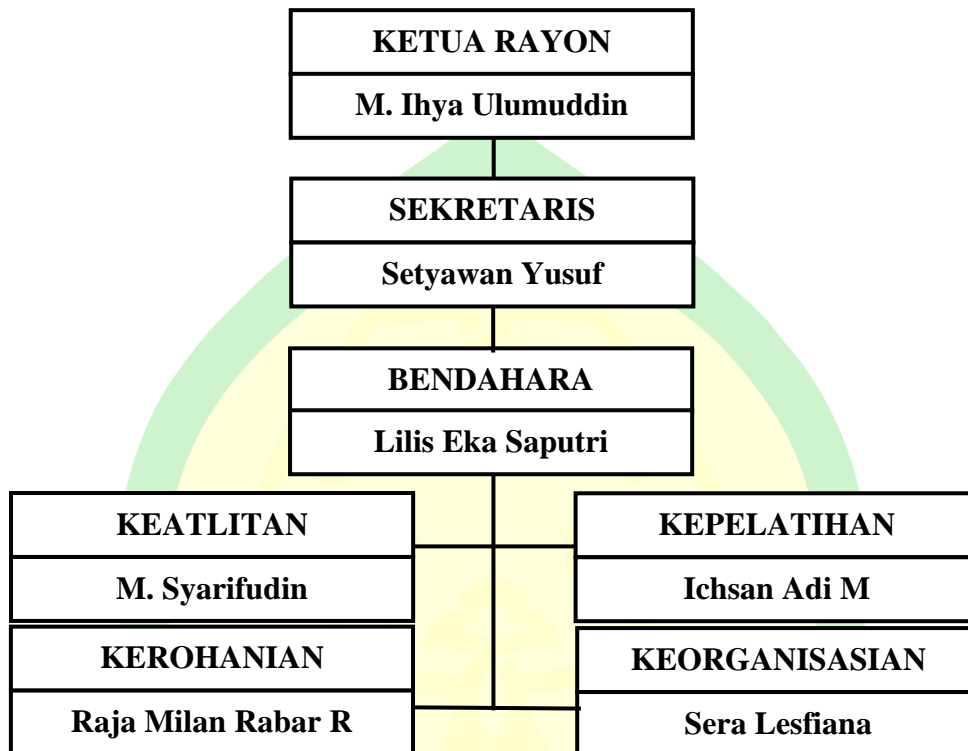 KETUA RAYON
M. Ihya Ulumuddin
SEKRETARIS
Setyawan Yusuf
BENDAHARA
Lilis Eka Saputri
KEATLITAN
M. Syarifudin
KEPELATIHAN
Ichsan Adi M
KEROHANIAN
Raja Milan Rabar R
KEORGANISASIAN
Sera Lesfiana